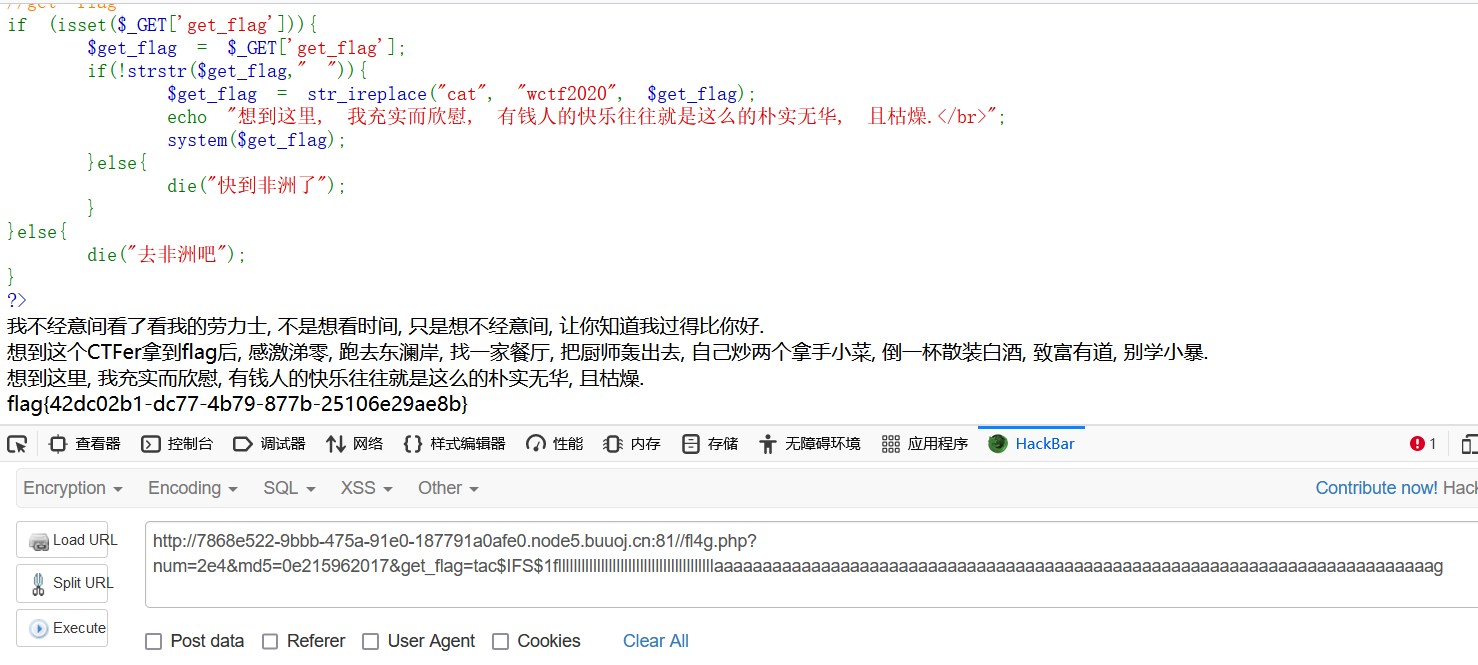 //get flag
if (isset($_GET['get_flag'])){
$get_flag = $_GET['get_flag'];
if(!strstr($get_flag," ")){
$get_flag = str_ireplace("cat", "wctf2020", $get_flag);
echo "想到这里, 我充实而欣慰, 有钱人的快乐往往就是这么的朴实无华, 且枯燥.</br>";
system($get_flag);
}else{
die("快到非洲了");
}
}else{
die("去非洲吧");
}
?>
我不经意间看了看我的劳力士, 不是想看时间, 只是想不经意间, 让你知道我过得比你好.
想到这个CTFer拿到flag后, 感激涕零, 跑去东澜岸, 找一家餐厅, 把厨师轰出去, 自己炒两个拿手小菜, 倒一杯散装白酒, 致富有道, 别学小暴.
想到这里, 我充实而欣慰, 有钱人的快乐往往就是这么的朴实无华, 且枯燥.
flag{42dc02b1-dc77-4b79-877b-25106e29ae8b}
查看器 控制台 调试器 网络 样式编辑器 性能 内存 存储 无障碍环境 应用程序 HackBar 1
Encryption Encoding SQL XSS Other Contribute now! Hack
Load URL
Split URL
Execute
http://7868e522-9bbb-475a-91e0-187791a0afe0.node5.buuoj.cn:81//fl4g.php?
Post data Referer User Agent Cookies Clear All